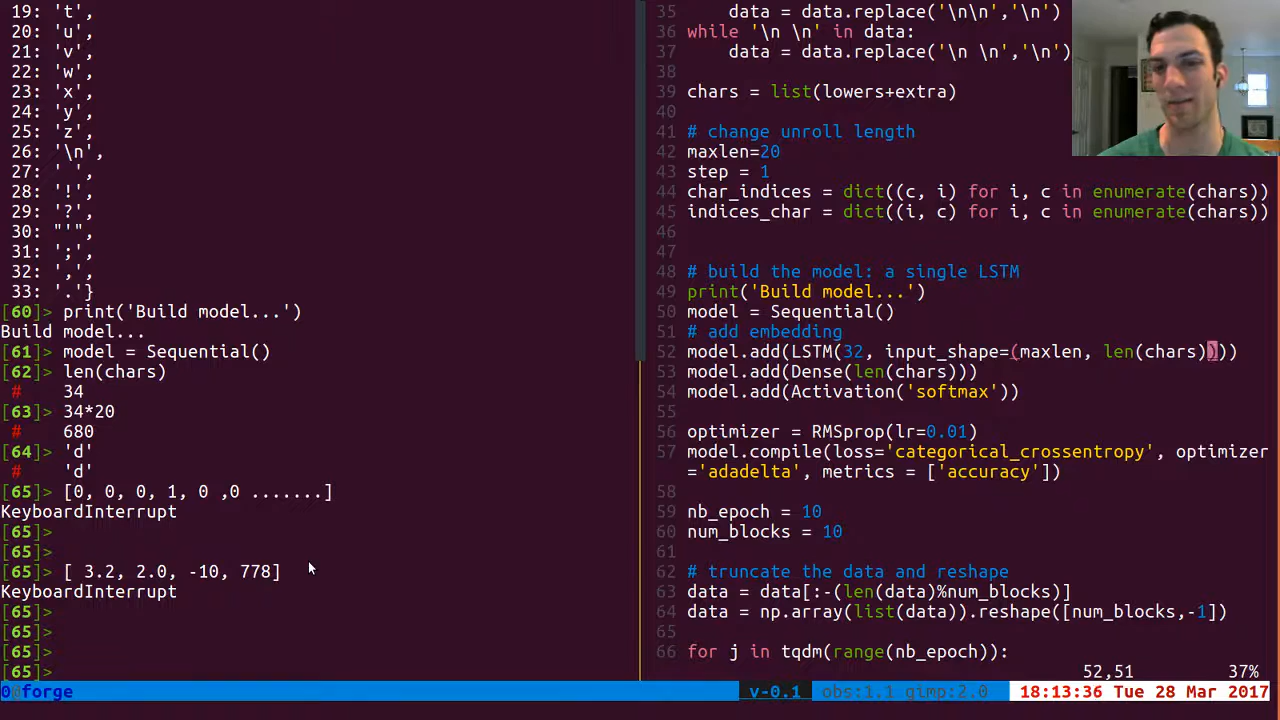 19: 't',
20: 'u',
21: 'v',
22: 'w',
23: 'x',
24: 'y',
25: 'z',
26: '\n',
27: ' ',
28: '!',
29: '?',
30: "'",
31: ';',
32: ',',
33: '.'}
[60]> print('Build model...')
Build model...
[61]> model = Sequential()
[62]> len(chars)
# 34
[63]> 34*20
# 680
[64]> 'd'
# 'd'
[65]> [0, 0, 0, 1, 0 ,0 .......]
KeyboardInterrupt
[65]>
[65]>
[65]> [ 3.2, 2.0, -10, 778]
KeyboardInterrupt
[65]>
[65]>
[65]>
[65]>
35 data = data.replace('\n\n','\n')
36 while '\n \n' in data:
37 data = data.replace('\n \n','\n')
38
39 chars = list(lowers+extra)
40
41 # change unroll length
42 maxlen=20
43 step = 1
44 char_indices = dict((c, i) for i, c in enumerate(chars))
45 indices_char = dict((i, c) for i, c in enumerate(chars))
46
47
48 # build the model: a single LSTM
49 print('Build model...')
50 model = Sequential()
51 # add embedding
52 model.add(LSTM(32, input_shape=(maxlen, len(chars))))
53 model.add(Dense(len(chars)))
54 model.add(Activation('softmax'))
55
56 optimizer = RMSprop(lr=0.01)
57 model.compile(loss='categorical_crossentropy', optimizer
='adadelta', metrics = ['accuracy'])
58
59 nb_epoch = 10
60 num_blocks = 10
61
62 # truncate the data and reshape
63 data = data[:-(len(data)%num_blocks)]
64 data = np.array(list(data)).reshape([num_blocks,-1])
65
66 for j in tqdm(range(nb_epoch)):
52,51 37%
0@forge v-0.1 obs:1.1 gimp:2.0 18:13:36 Tue 28 Mar 2017